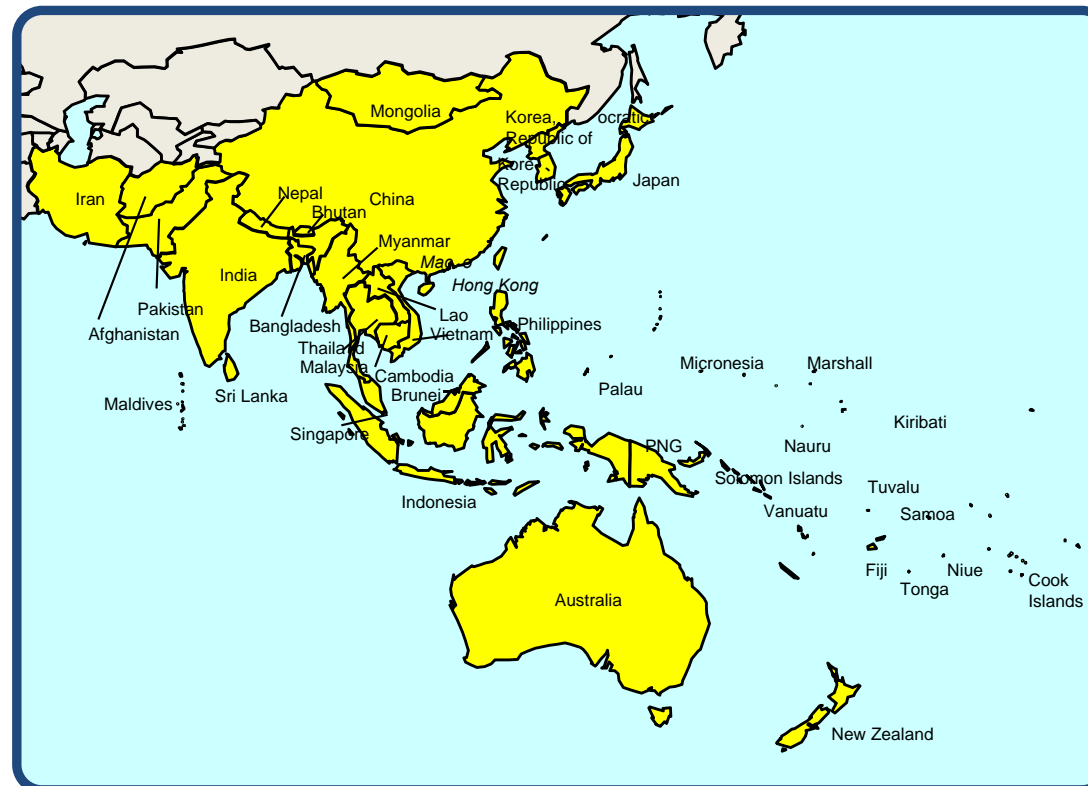 Mongolia
Korea, ocratic
Republic of
Kore
Republic
Japan
Iran
Nepal
China
Bhutan
Myanmar
Mac o
India
Hong Kong
Pakistan
Lao
Afghanistan
Bangladesh
Vietnam
Philippines
Thailand
Malaysia
Cambodia
Micronesia
Marshall
Palau
Sri Lanka
Brunei
Maldives
Kiribati
Singapore
PNG
Nauru
Solomon Islands
Tuvalu
Indonesia
Vanuatu
Samoa
Fiji
Niue
Tonga
Cook
Islands
Australia
New Zealand